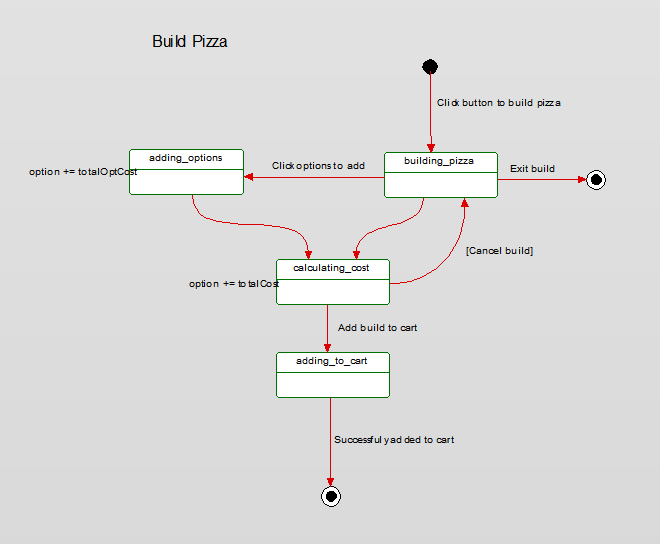 Build Pizza
Click button to build pizza
adding_options
building_pizza
Click options to add
Exit build
option += totalOptCost
[Cancel build]
calculating_cost
option += totalCost
Add build to cart
adding_to_cart
Successfully added to cart